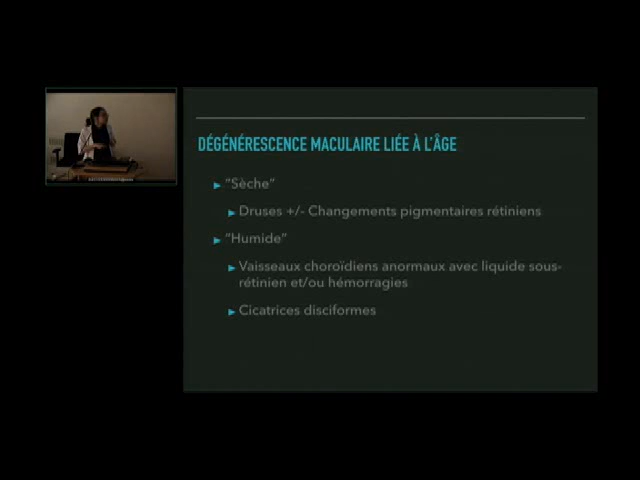 DÉGÉNÉRESCENCE MACULAIRE LIÉE À L'ÂGE
"Sèche"
Druses +/- Changements pigmentaires rétiniens
"Humide"
Vaisseaux choroïdiens anormaux avec liquide sous-
rétinien et/ou hémorragies
Cicatrices disciformes